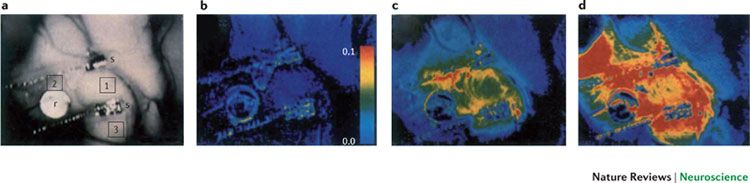 a
b
c
d
s
2
1
r
s
3
0.1
0.0
Nature Reviews | Neuroscience